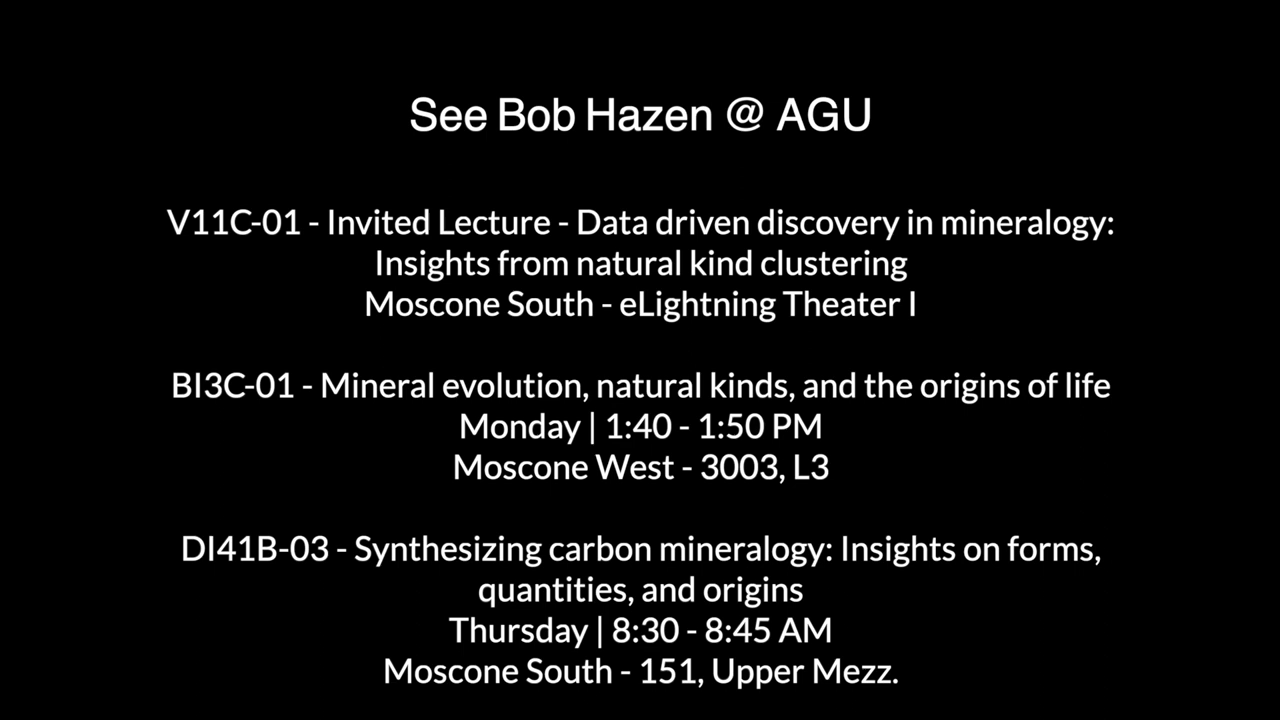 See Bob Hazen @ AGU
V11C-01 - Invited Lecture - Data driven discovery in mineralogy:
Insights from natural kind clustering
Moscone South - eLightning Theater I
BI3C-01 - Mineral evolution, natural kinds, and the origins of life
Monday | 1:40 - 1:50 PM
Moscone West - 3003, L3
DI41B-03 - Synthesizing carbon mineralogy: Insights on forms,
quantities, and origins
Thursday | 8:30 - 8:45 AM
Moscone South - 151, Upper Mezz.